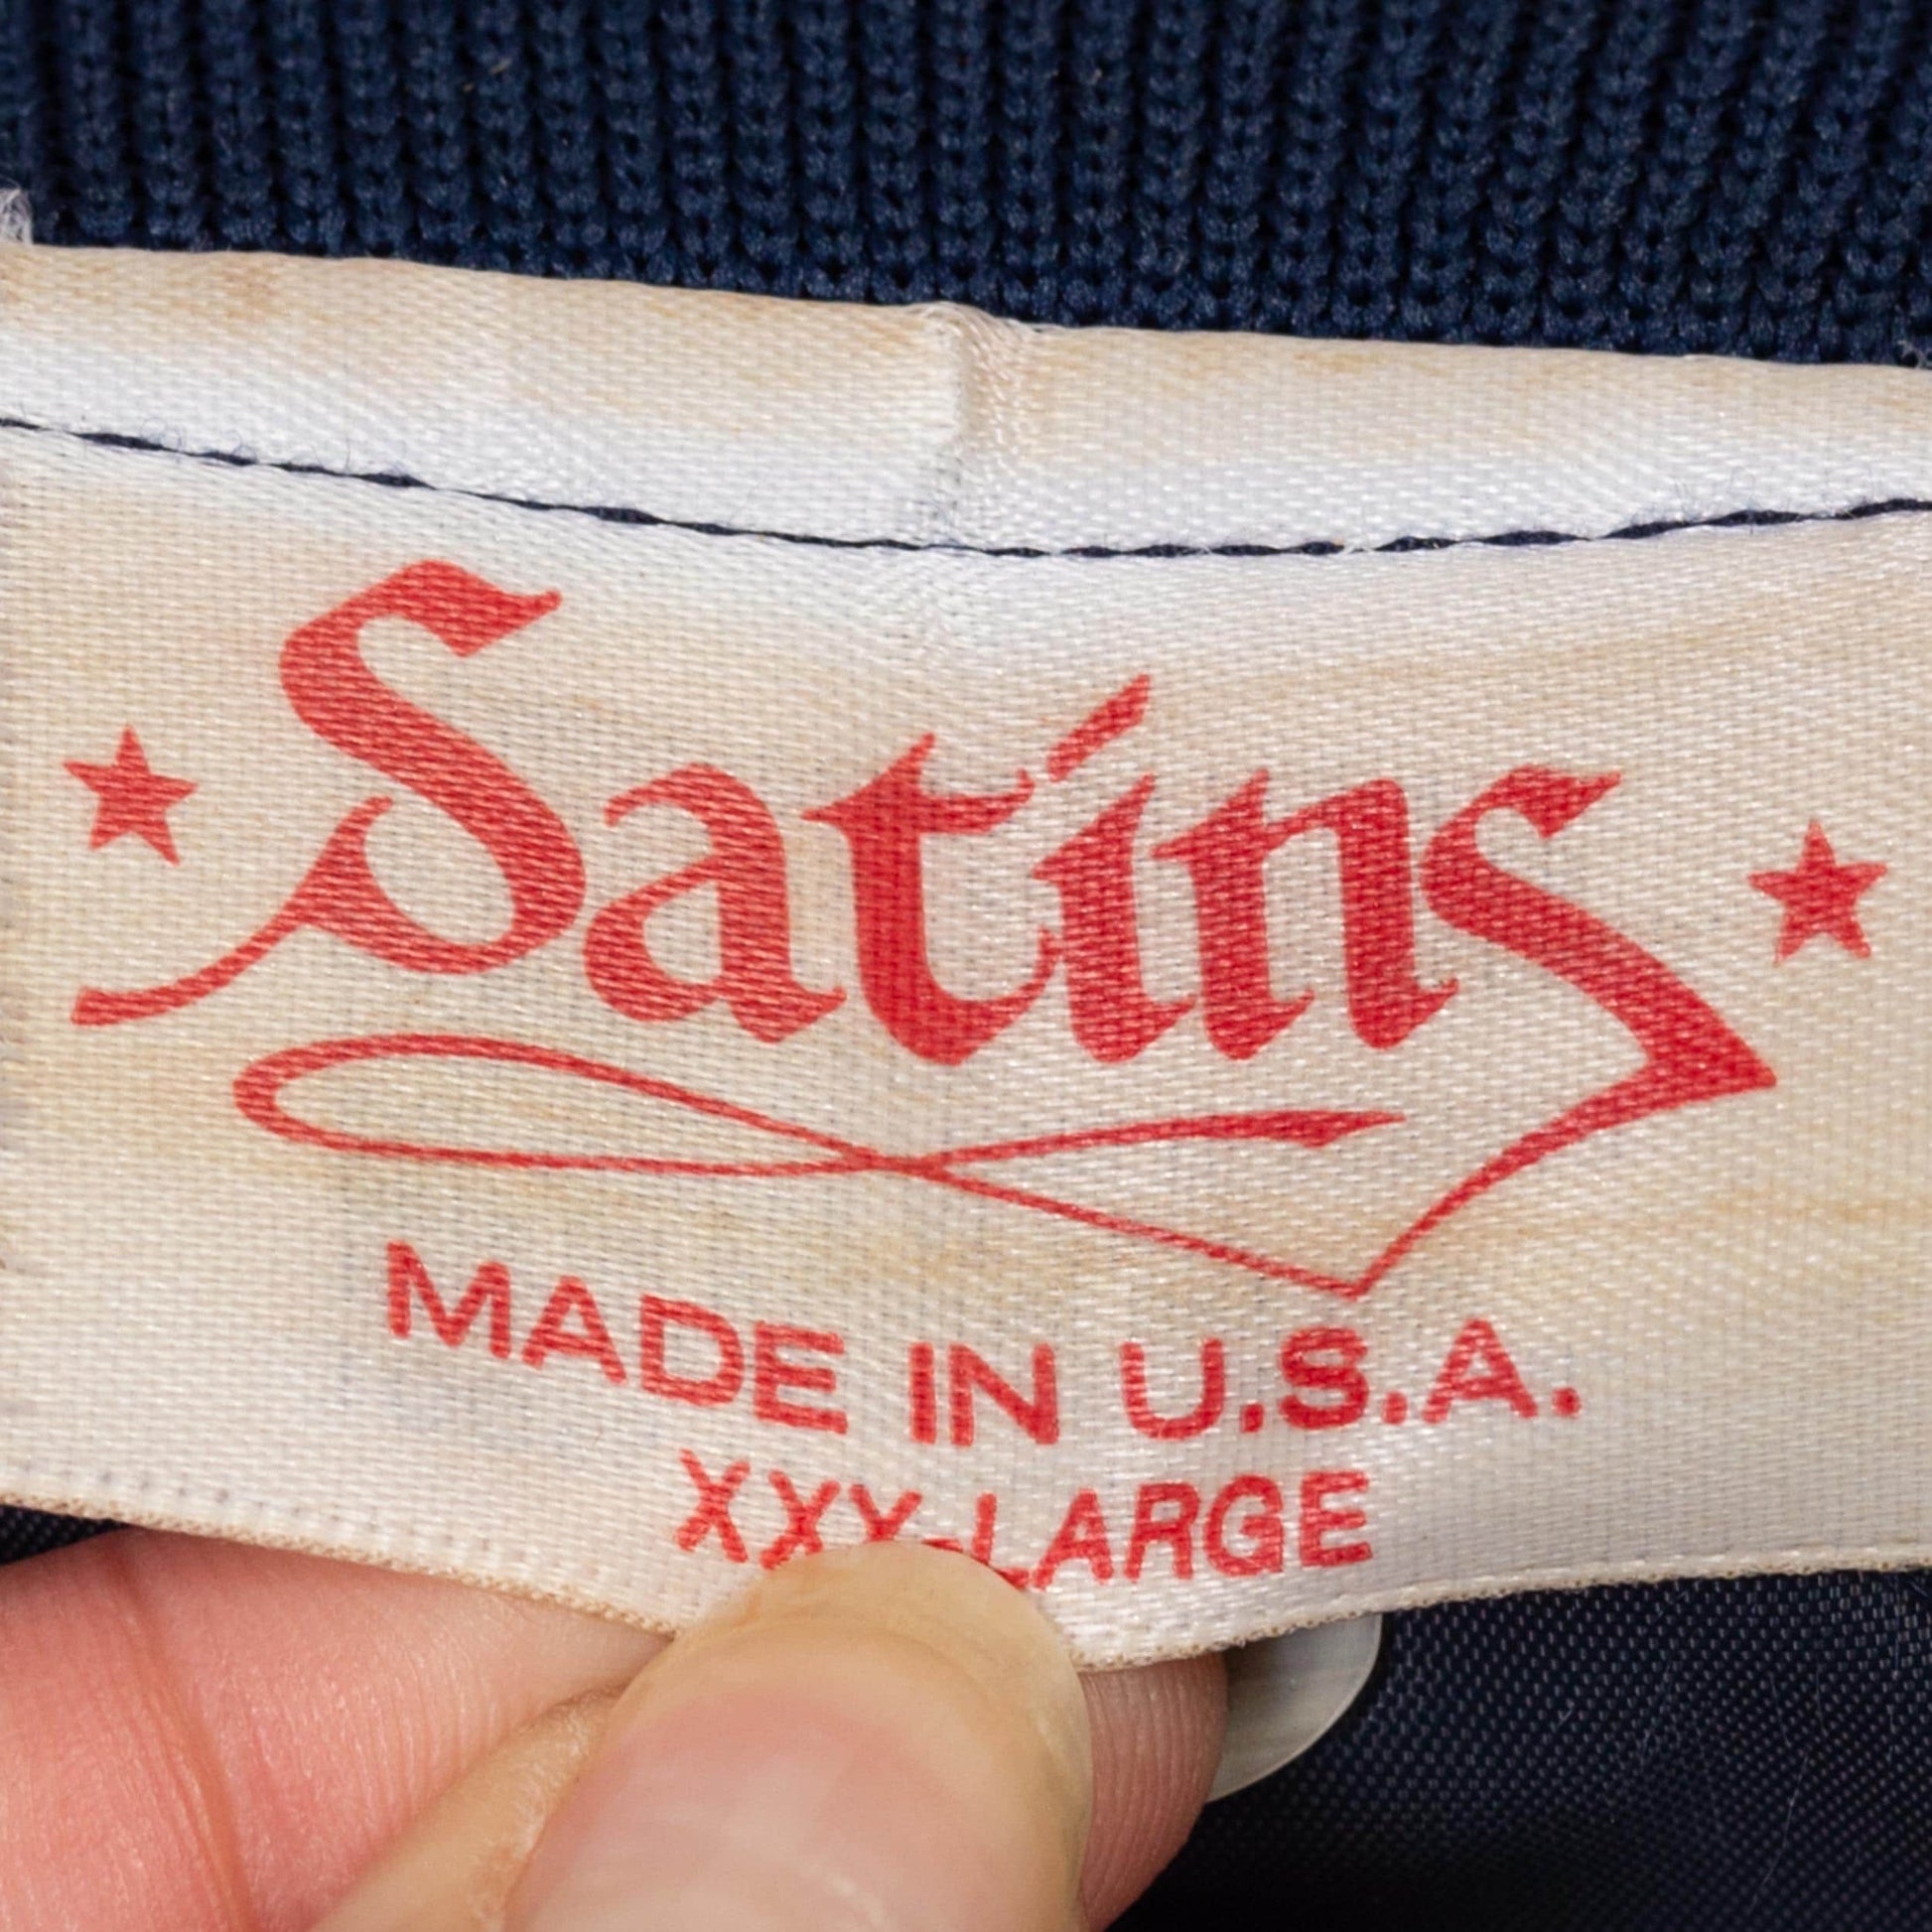 Satins
MADE IN U.S.A.
XXX-LARGE